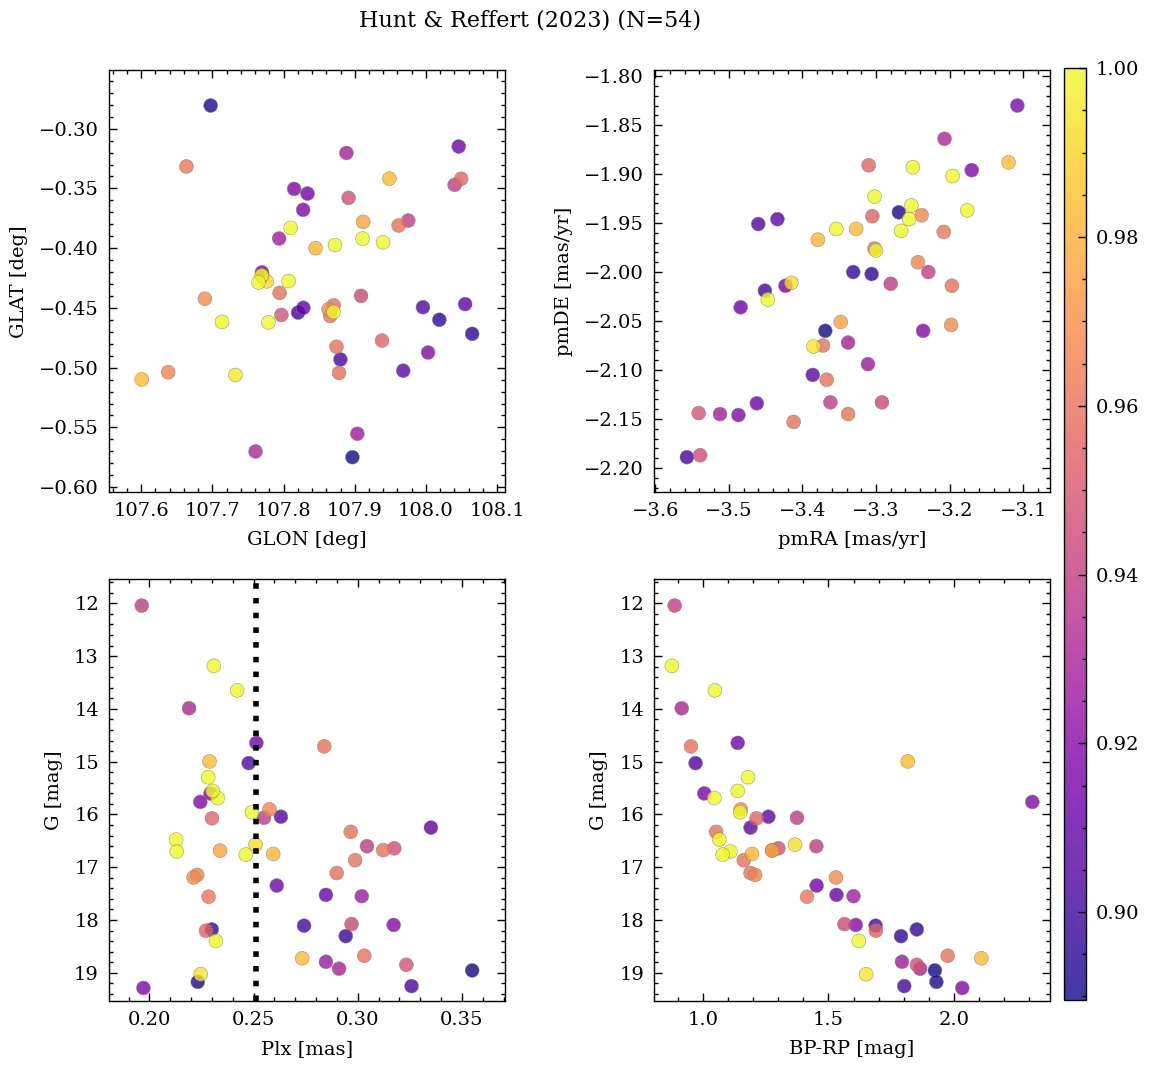 Hunt & Reffert (2023) (N=54)
−0.30
−0.35
−0.40
−0.45
−0.50
−0.55
−0.60
GLAT [deg]
107.6 107.7 107.8 107.9 108.0 108.1
GLON [deg]
−1.80
−1.85
−1.90
−1.95
−2.00
−2.05
−2.10
−2.15
−2.20
pmDE [mas/yr]
−3.6 −3.5 −3.4 −3.3 −3.2 −3.1
pmRA [mas/yr]
12
13
14
15
16
17
18
19
G [mag]
0.20 0.25 0.30 0.35
Plx [mas]
12
13
14
15
16
17
18
19
G [mag]
1.0 1.5 2.0
BP-RP [mag]
1.00
0.98
0.96
0.94
0.92
0.90